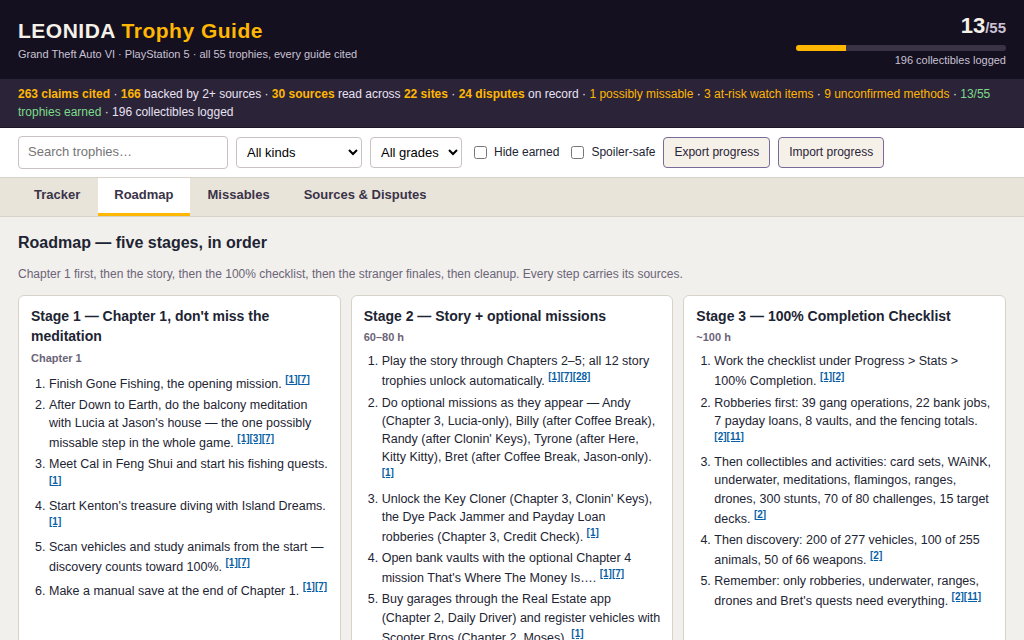 LEONIDA Trophy Guide
Grand Theft Auto VI · PlayStation 5 · all 55 trophies, every guide cited
13/55
196 collectibles logged
263 claims cited · 166 backed by 2+ sources · 30 sources read across 22 sites · 24 disputes on record · 1 possibly missable · 3 at-risk watch items · 9 unconfirmed methods · 13/55
trophies earned · 196 collectibles logged
Search trophies…
All kinds
All grades
Hide earned
Spoiler-safe
Export progress
Import progress
Tracker
Roadmap
Missables
Sources & Disputes
Roadmap — five stages, in order
Chapter 1 first, then the story, then the 100% checklist, then the stranger finales, then cleanup. Every step carries its sources.
Stage 1 — Chapter 1, don't miss the
meditation
Chapter 1
1. Finish Gone Fishing, the opening mission. [1][7]
2. After Down to Earth, do the balcony meditation
with Lucia at Jason's house — the one possibly
missable step in the whole game. [1][3][7]
3. Meet Cal in Feng Shui and start his fishing quests.
[1]
4. Start Kenton's treasure diving with Island Dreams.
[1]
5. Scan vehicles and study animals from the start —
discovery counts toward 100%. [1][7]
6. Make a manual save at the end of Chapter 1. [1][7]
Stage 2 — Story + optional missions
60–80 h
1. Play the story through Chapters 2–5; all 12 story
trophies unlock automatically. [1][7][28]
2. Do optional missions as they appear — Andy
(Chapter 3, Lucia-only), Billy (after Coffee Break),
Randy (after Clonin' Keys), Tyrone (after Here,
Kitty Kitty), Bret (after Coffee Break, Jason-only).
[1]
3. Unlock the Key Cloner (Chapter 3, Clonin' Keys),
the Dye Pack Jammer and Payday Loan
robberies (Chapter 3, Credit Check). [1]
4. Open bank vaults with the optional Chapter 4
mission That's Where The Money Is…. [1][7]
5. Buy garages through the Real Estate app
(Chapter 2, Daily Driver) and register vehicles with
Scooter Bros (Chapter 2, Moses). [1]
Stage 3 — 100% Completion Checklist
~100 h
1. Work the checklist under Progress > Stats >
100% Completion. [1][2]
2. Robberies first: 39 gang operations, 22 bank jobs,
7 payday loans, 8 vaults, and the fencing totals.
[2][11]
3. Then collectibles and activities: card sets, WAiNK,
underwater, meditations, flamingos, ranges,
drones, 300 stunts, 70 of 80 challenges, 15 target
decks. [2]
4. Then discovery: 200 of 277 vehicles, 100 of 255
animals, 50 of 66 weapons. [2]
5. Remember: only robberies, underwater, ranges,
drones and Bret's quests need everything. [2][11]